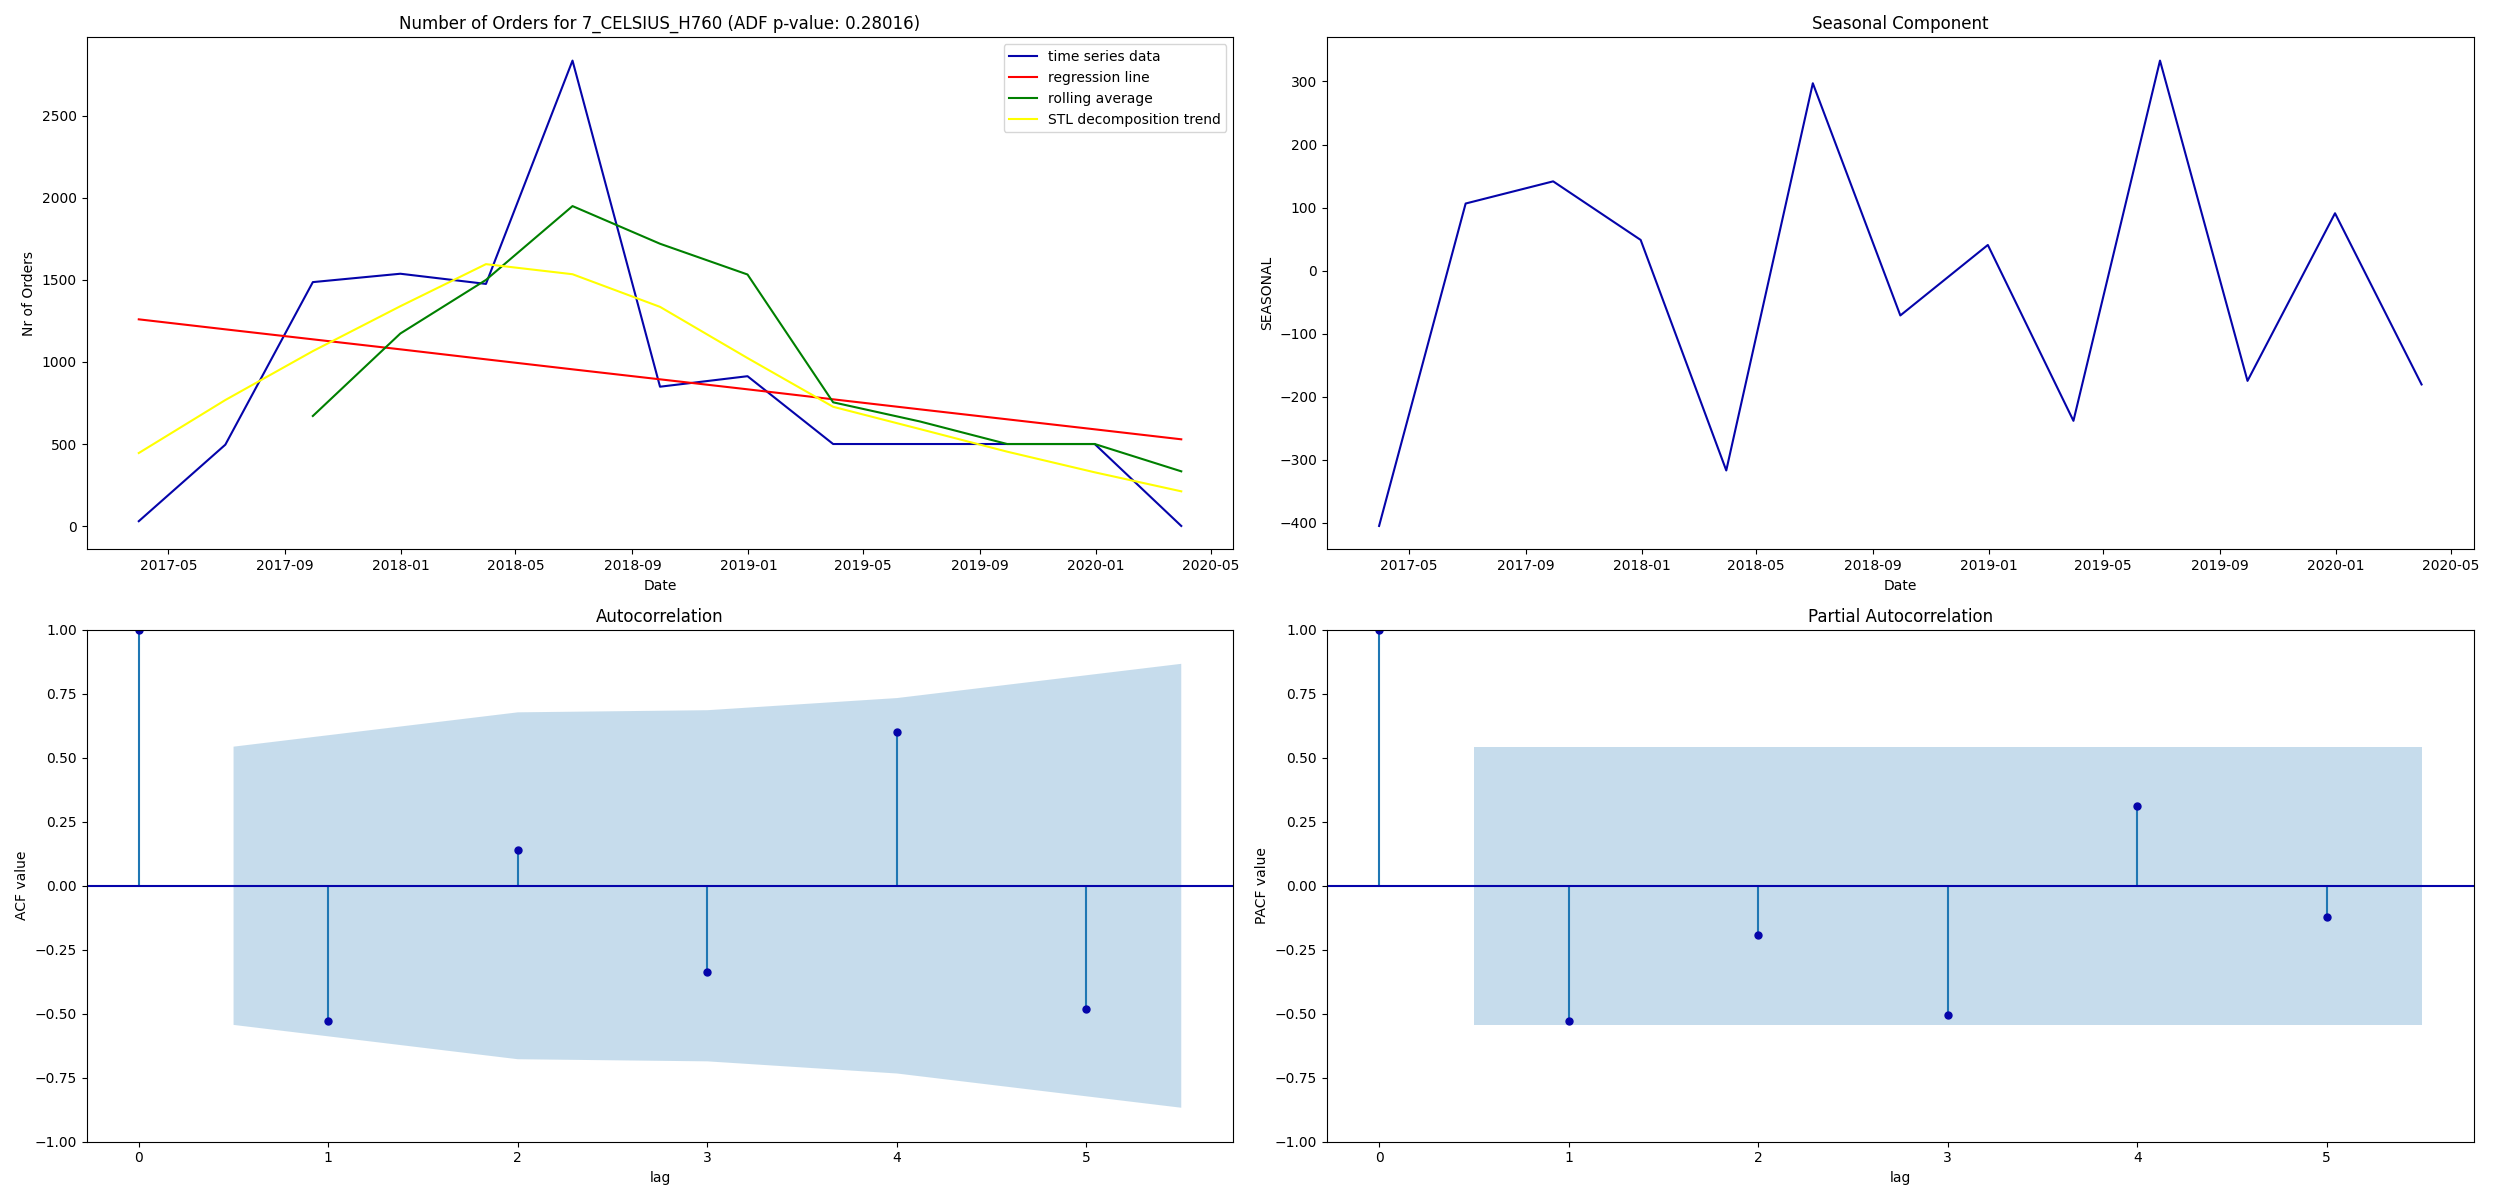 Number of Orders for 7_CELSIUS_H760 (ADF p-value: 0.28016)
time series data
regression line
rolling average
STL decomposition trend
Nr of Orders
2500
2000
1500
1000
500
0
2017-05 2017-09 2018-01 2018-05 2018-09 2019-01 2019-05 2019-09 2020-01 2020-05
Date
Seasonal Component
SEASONAL
300
200
100
0
−100
−200
−300
−400
2017-05 2017-09 2018-01 2018-05 2018-09 2019-01 2019-05 2019-09 2020-01 2020-05
Date
Autocorrelation
ACF value
1.00
0.75
0.50
0.25
0.00
−0.25
−0.50
−0.75
−1.00
0 1 2 3 4 5
lag
Partial Autocorrelation
PACF value
1.00
0.75
0.50
0.25
0.00
−0.25
−0.50
−0.75
−1.00
0 1 2 3 4 5
lag